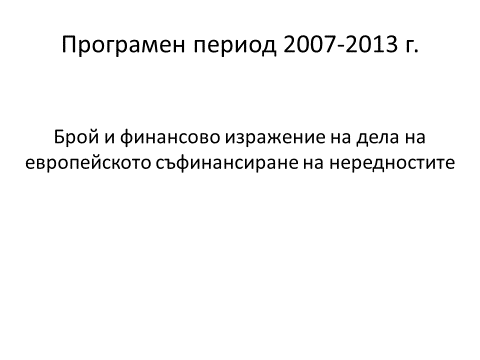 Програмен период 2007-2013 г.
Брой и финансово изражение на дела на
европейското съфинансиране на нередностите